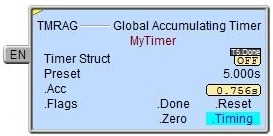 TMRAG Global Accumulating Timer
MyTimer
EN
T5.Done
Timer Struct OFF
Preset 5.000s
.Acc 0.756s
.Flags .Done .Reset
.Zero .Timing